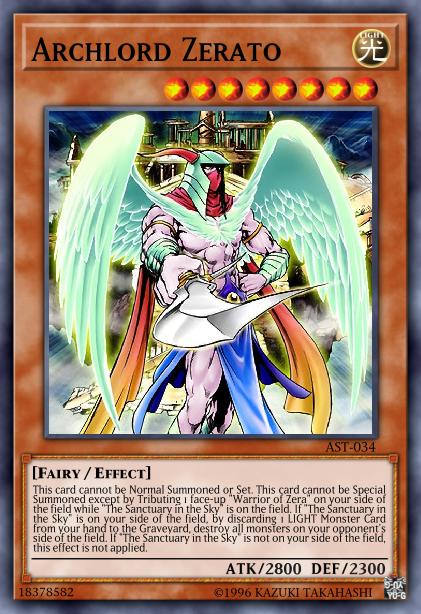 ARCHLORD ZERATO
LIGHT
光
AST-034
[FAIRY / EFFECT]
This card cannot be Normal Summoned or Set. This card cannot be Special
Summoned except by Tributing 1 face-up "Warrior of Zera" on your side of
the field while "The Sanctuary in the Sky" is on the field. If "The Sanctuary in
the Sky" is on your side of the field, by discarding 1 LIGHT Monster Card
from your hand to the Graveyard, destroy all monsters on your opponent's
side of the field. If "The Sanctuary in the Sky" is not on your side of the field,
this effect is not applied.
ATK/2800 DEF/2300
18378582
©1996 KAZUKI TAKAHASHI